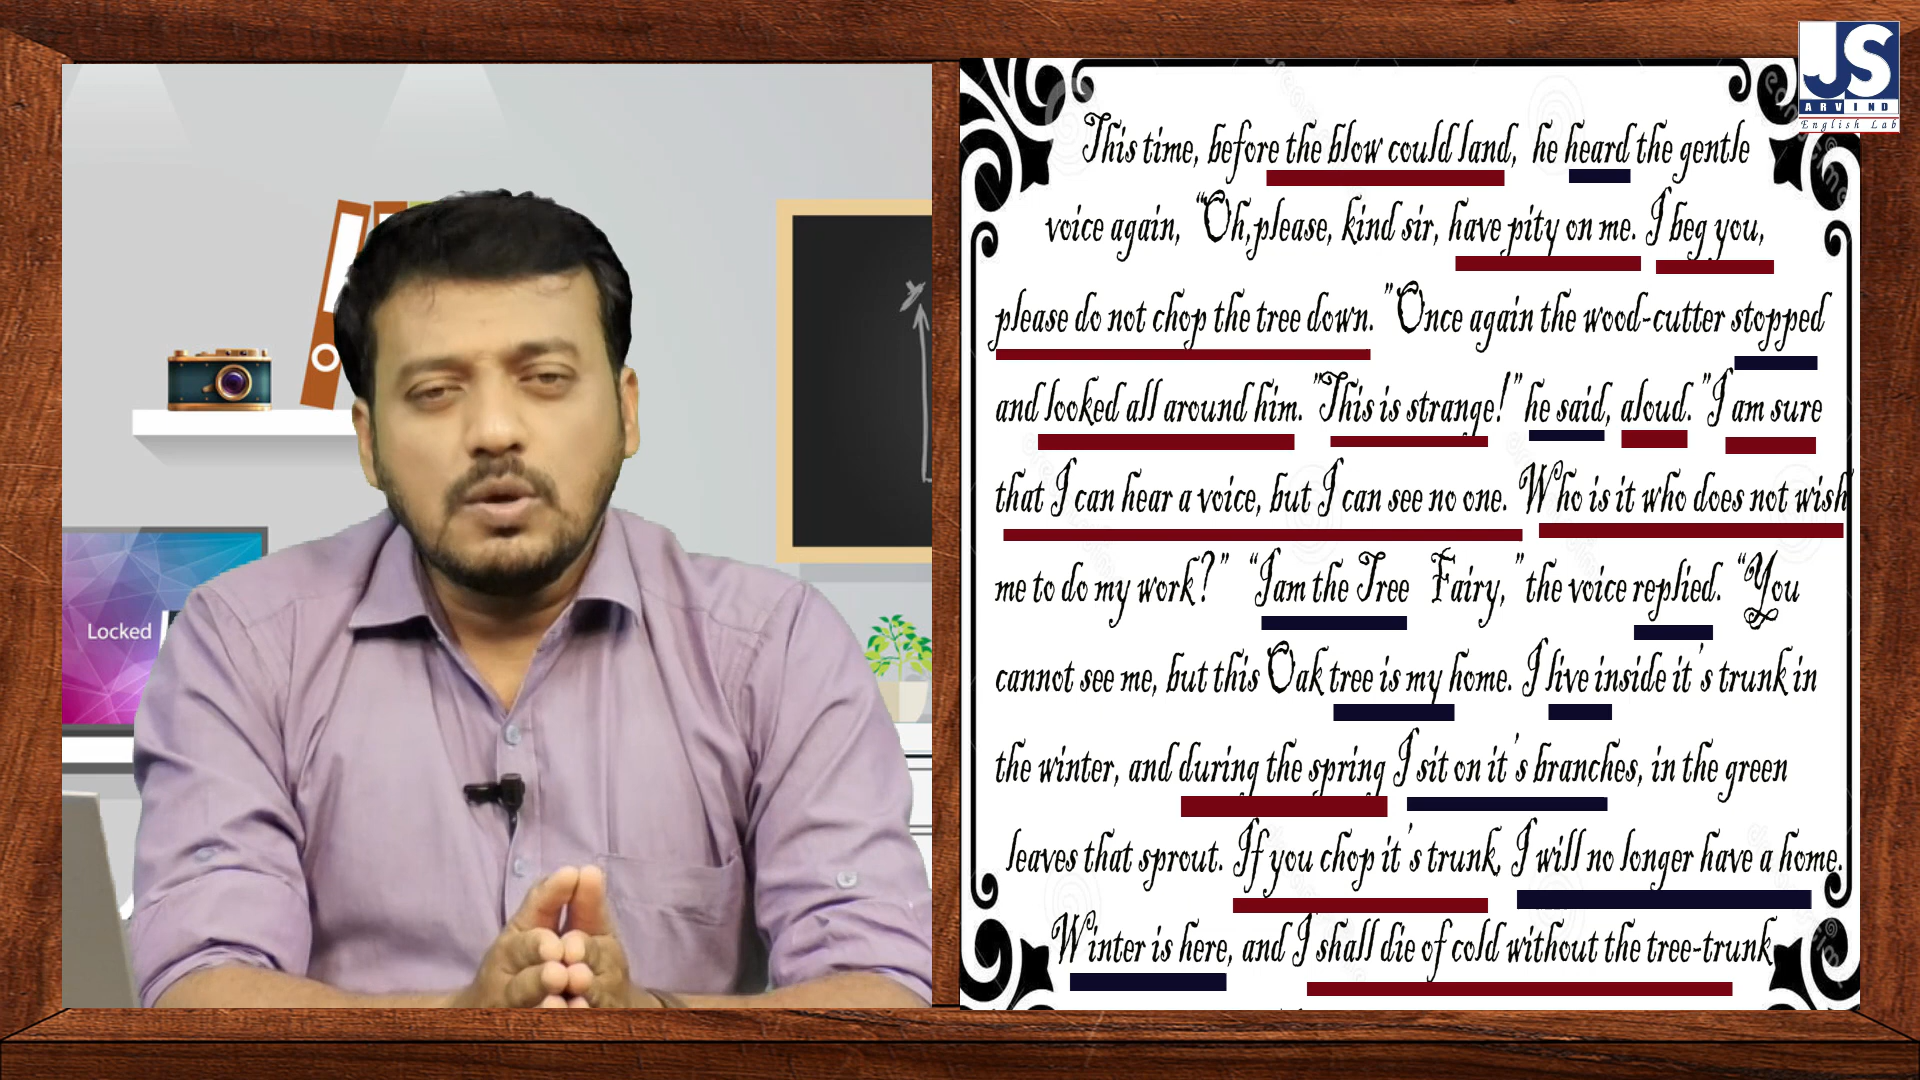 JS
ARVIND
English Lab
This time, before the blow could land, he heard the gentle
voice again, "Oh,please, kind sir, have pity on me. I beg you,
please do not chop the tree down. "Once again the wood-cutter stopped
and looked all around him. "This is strange!" he said, aloud. "I am sure
that I can hear a voice, but I can see no one. Who is it who does not wish
me to do my work?" "Iam the Tree Fairy, "the voice replied. "You
cannot see me, but this Oak tree is my home. I live inside it's trunk in
the winter, and during the spring I sit on it's branches, in the green
leaves that sprout. If you chop it's trunk, I will no longer have a home.
Winter is here, and I shall die of cold without the tree-trunk
Locked